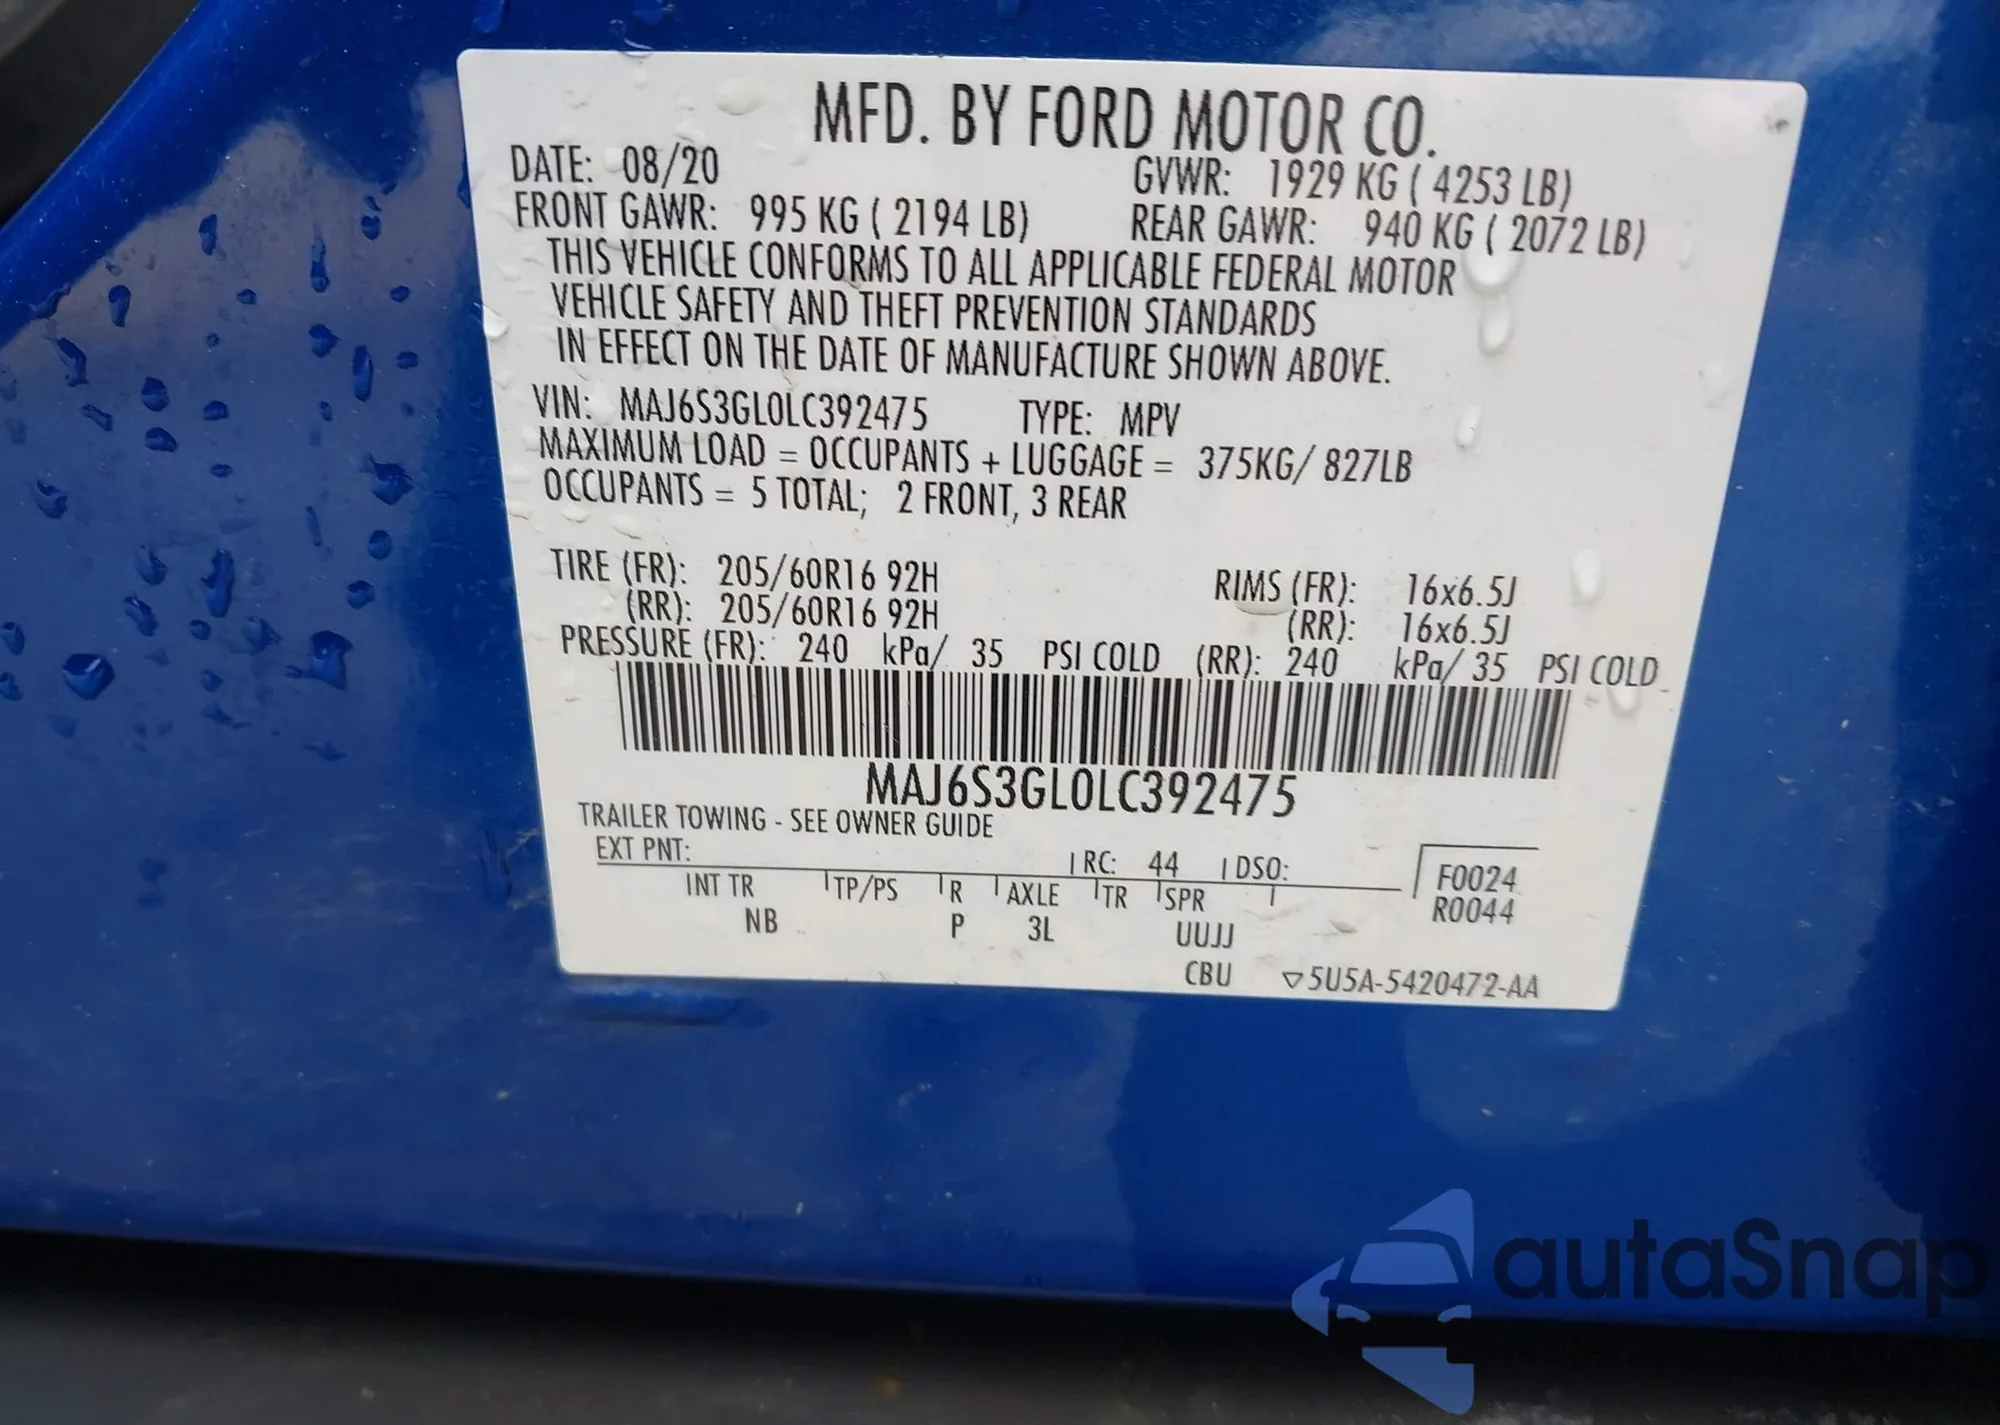 MFD. BY FORD MOTOR CO.
DATE: 08/20 GVWR: 1929 KG ( 4253 LB)
FRONT GAWR: 995 KG ( 2194 LB) REAR GAWR: 940 KG ( 2072 LB)
THIS VEHICLE CONFORMS TO ALL APPLICABLE FEDERAL MOTOR
VEHICLE SAFETY AND THEFT PREVENTION STANDARDS
IN EFFECT ON THE DATE OF MANUFACTURE SHOWN ABOVE.
VIN: MAJ6S3GL0LC392475 TYPE: MPV
MAXIMUM LOAD = OCCUPANTS + LUGGAGE = 375KG/ 827LB
OCCUPANTS = 5 TOTAL; 2 FRONT, 3 REAR
TIRE (FR): 205/60R16 92H RIMS (FR): 16x6.5J
(RR): 205/60R16 92H (RR): 16x6.5J
PRESSURE (FR): 240 kPa/ 35 PSI COLD (RR): 240 kPa/ 35 PSI COLD
MAJ6S3GL0LC392475
TRAILER TOWING - SEE OWNER GUIDE
EXT PNT: RC: 44 DSO: F0024
INT TR TP/PS R AXLE TR SPR R0044
NB P 3L UUJJ
CBU ▽5U5A-5420472-AA
autaSnap